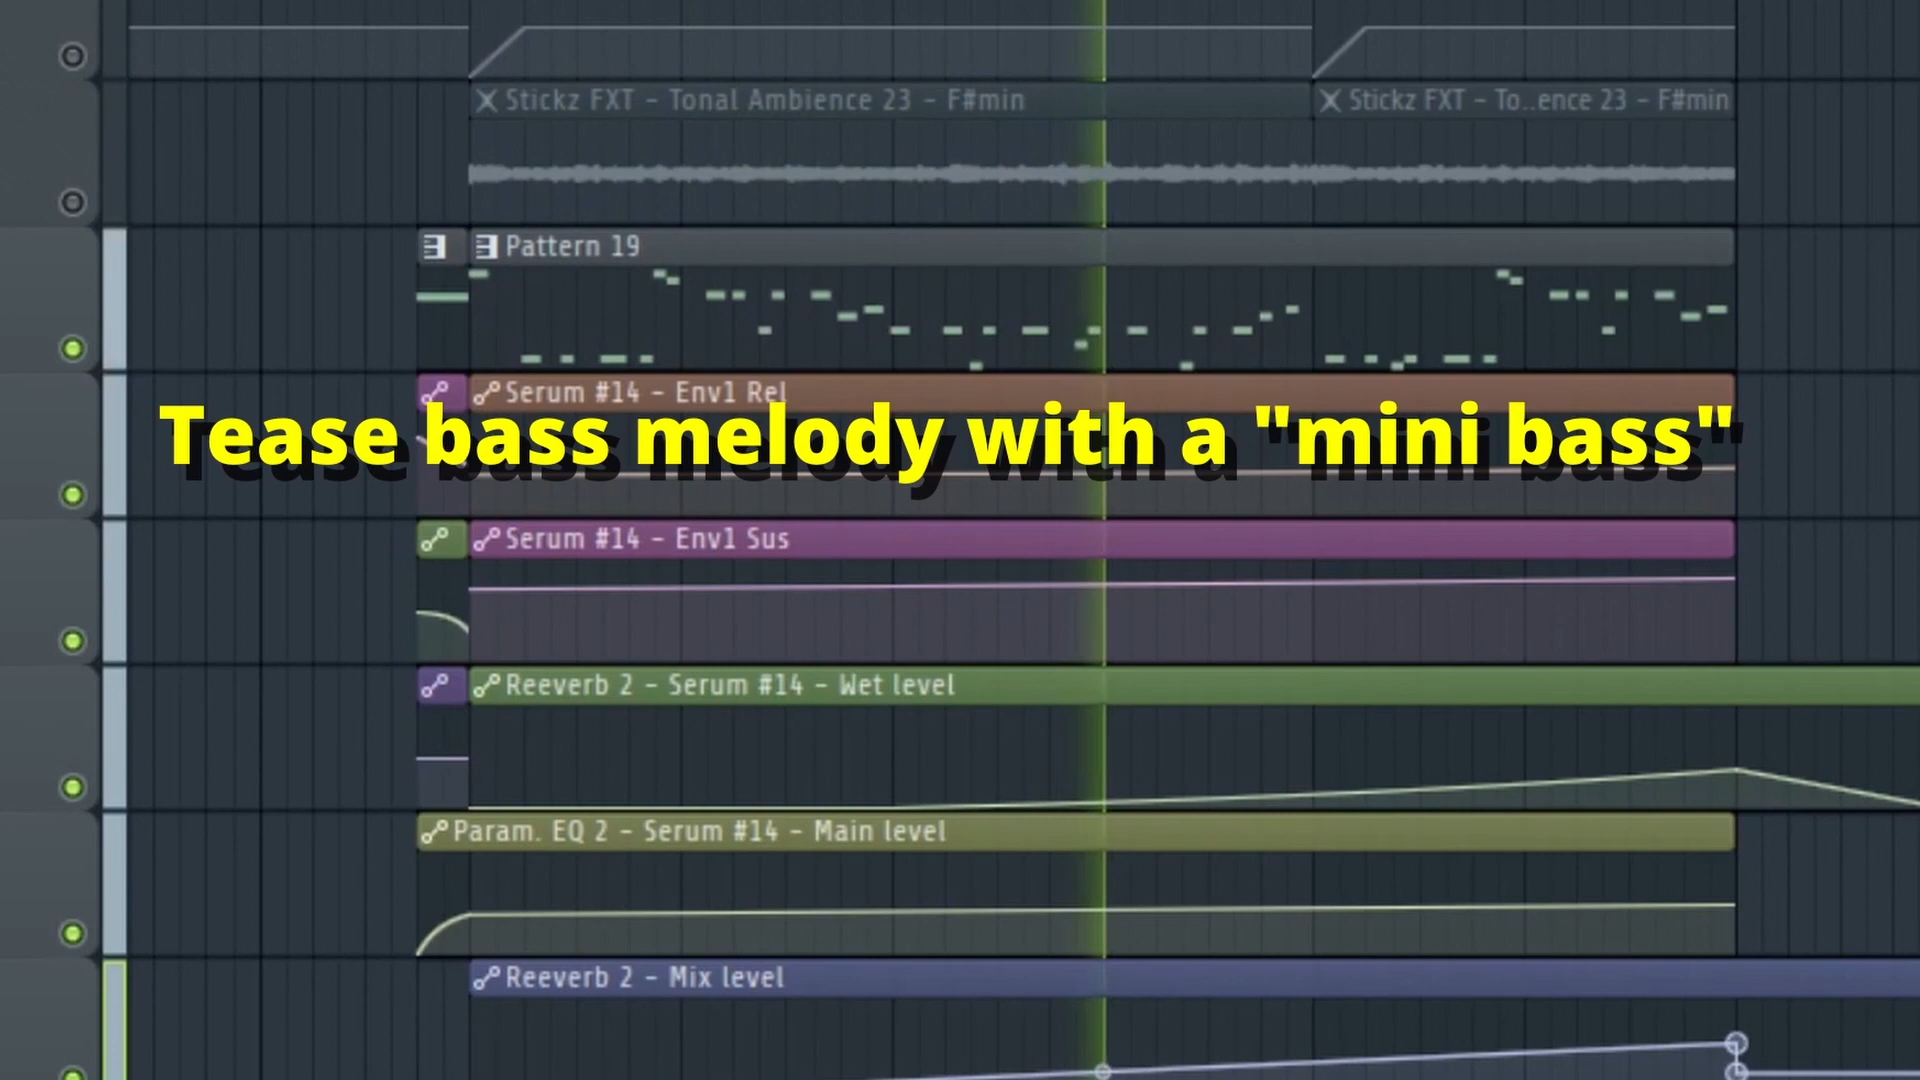 Stickz FXT - Tonal Ambience 23 - F#min
Stickz FXT - To..ence 23 - F#min
Pattern 19
Serum #14 - Env1 Rel
Tease bass melody with a "mini bass"
Serum #14 - Env1 Sus
Reeverb 2 - Serum #14 - Wet level
Param. EQ 2 - Serum #14 - Main level
Reeverb 2 - Mix level